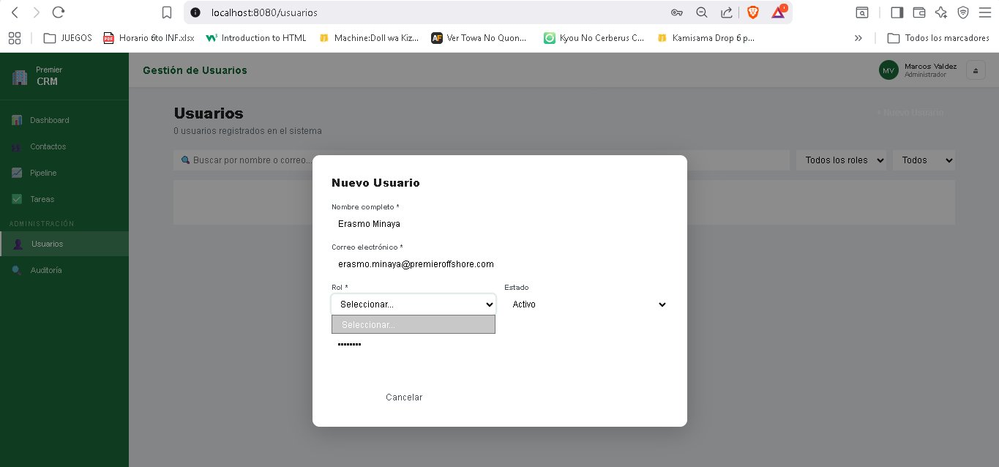 localhost:8080/usuarios
JUEGOS
Horario 6to INF.xlsx
Introduction to HTML
Machine:Doll wa Kiz...
Ver Towa No Quon...
Kyou No Cerberus C...
Kamisama Drop 6 p...
»
Todos los marcadores
Premier
CRM
Gestión de Usuarios
MV
Marcos Valdez
Administrador
Dashboard
Contactos
Pipeline
Tareas
ADMINISTRACIÓN
Usuarios
Auditoría
Usuarios
+ Nuevo Usuario
0 usuarios registrados en el sistema
Buscar por nombre o correo...
Todos los roles
Todos
Nuevo Usuario
Nombre completo *
Erasmo Minaya
Correo electrónico *
erasmo.minaya@premieroffshore.com
Rol *
Estado
Seleccionar...
Activo
Seleccionar...
••••••••
Cancelar